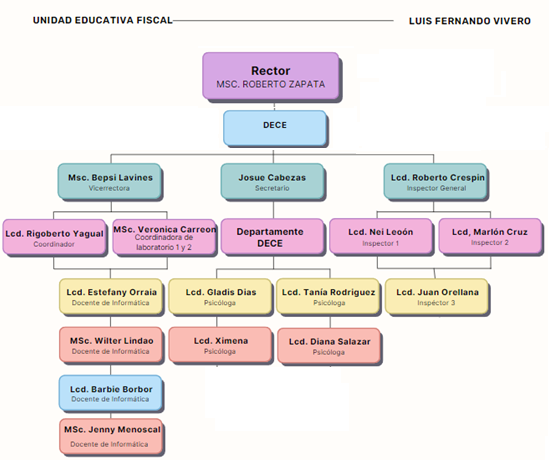 UNIDAD EDUCATIVA FISCAL
LUIS FERNANDO VIVERO
Rector
MSC. ROBERTO ZAPATA
DECE
Msc. Bepsi Lavines
Vicerrectora
Josue Cabezas
Secretario
Lcd. Roberto Crespin
Inspector General
Lcd. Rigoberto Yagual
Coordinador
MSc. Veronica Carreon
Coordinadora de
laboratorio 1 y 2
Departamente
DECE
Lcd. Nei Leoón
Inspector 1
Lcd, Marlón Cruz
Inspector 2
Lcd. Estefany Orraia
Docente de Informática
Lcd. Gladis Dias
Psicóloga
Lcd. Tanía Rodriguez
Psicóloga
Lcd. Juan Orellana
Inspéctor 3
MSc. Wilter Lindao
Docente de Informática
Lcd. Ximena
Psicóloga
Lcd. Diana Salazar
Psicóloga
Lcd. Barbie Borbor
Docente de Informática
MSc. Jenny Menoscal
Docente de Informática